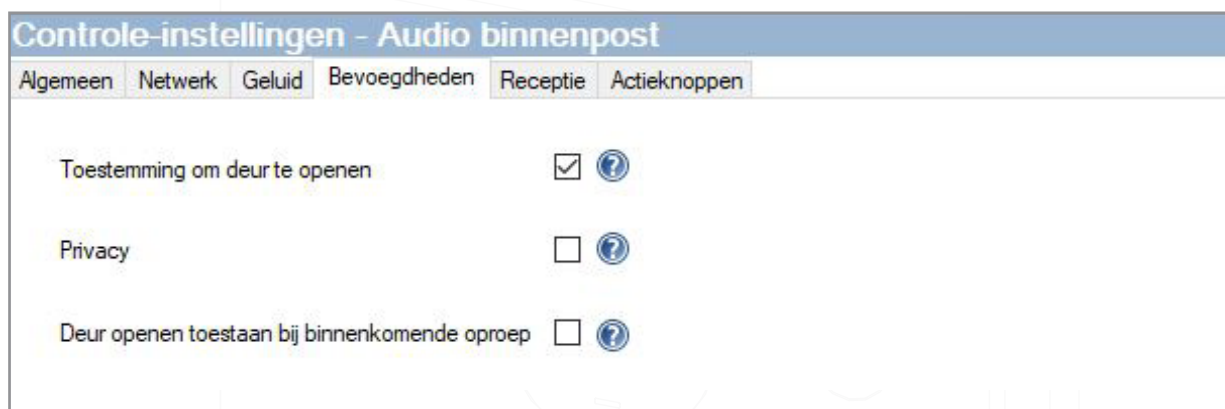 Controle-instellingen - Audio binnenpost
Algemeen Netwerk Geluid Bevoegdheden Receptie Actieknoppen
Toestemming om deur te openen ?
Privacy ?
Deur openen toestaan bij binnenkomende oproep ?